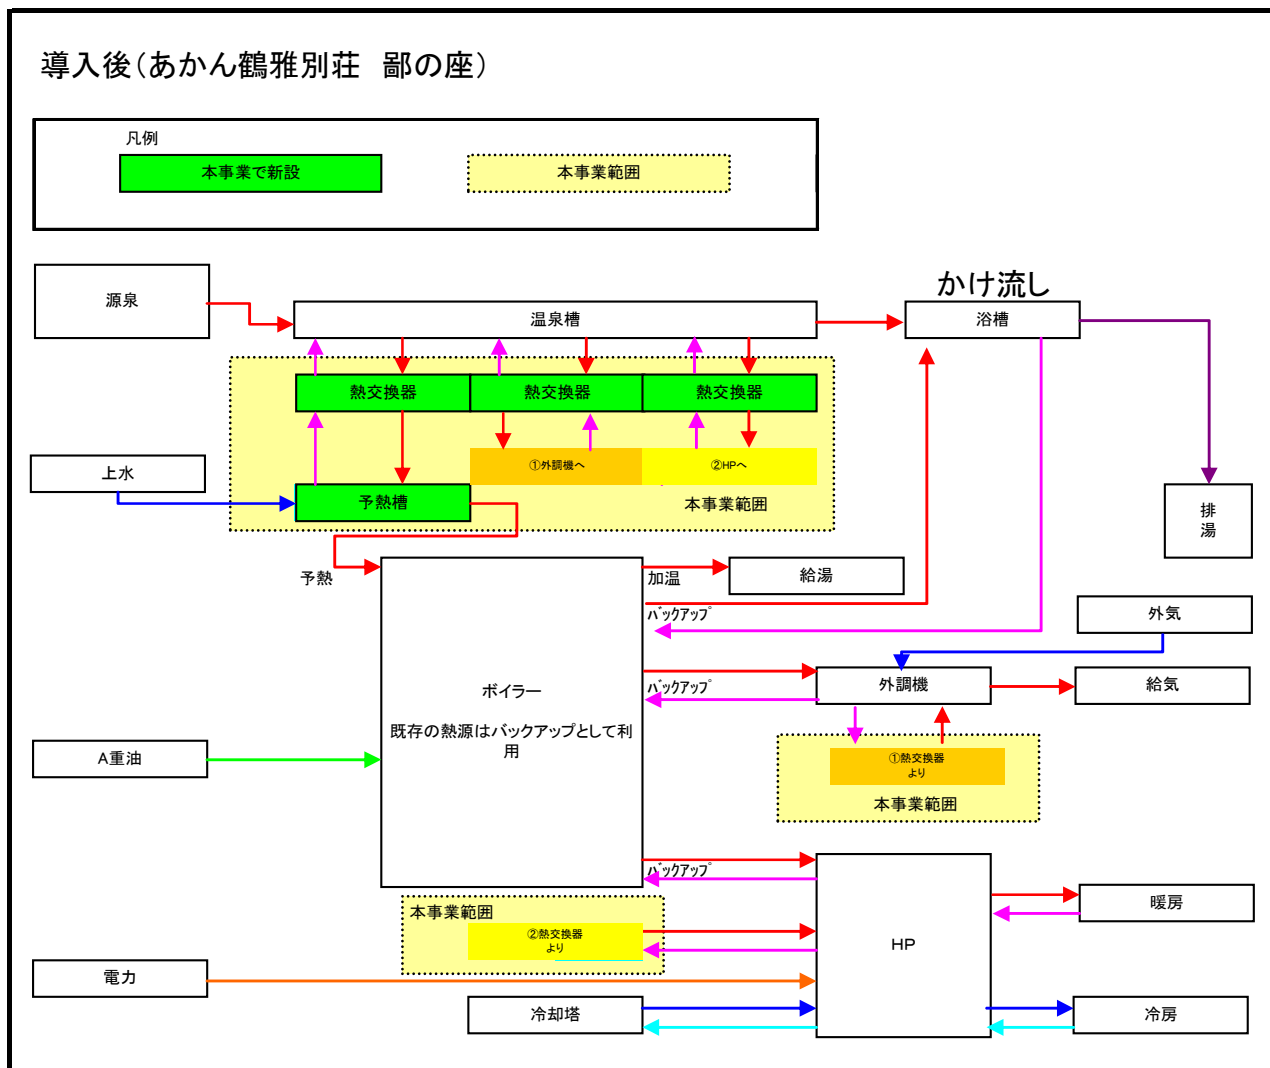 導入後（あかん鶴雅別荘　鄙の座）
凡例
本事業で新設
本事業範囲
かけ流し
源泉
温泉槽
浴槽
熱交換器
熱交換器
熱交換器
①外調機へ
②HPへ
上水
予熱槽
本事業範囲
排
湯
予熱
加温
給湯
ﾊﾞｯｸｱｯﾌﾟ
外気
ボイラー
既存の熱源はバックアップとして利
用
ﾊﾞｯｸｱｯﾌﾟ
外調機
給気
A重油
①熱交換器
より
本事業範囲
ﾊﾞｯｸｱｯﾌﾟ
本事業範囲
②熱交換器
より
HP
暖房
電力
冷却塔
冷房